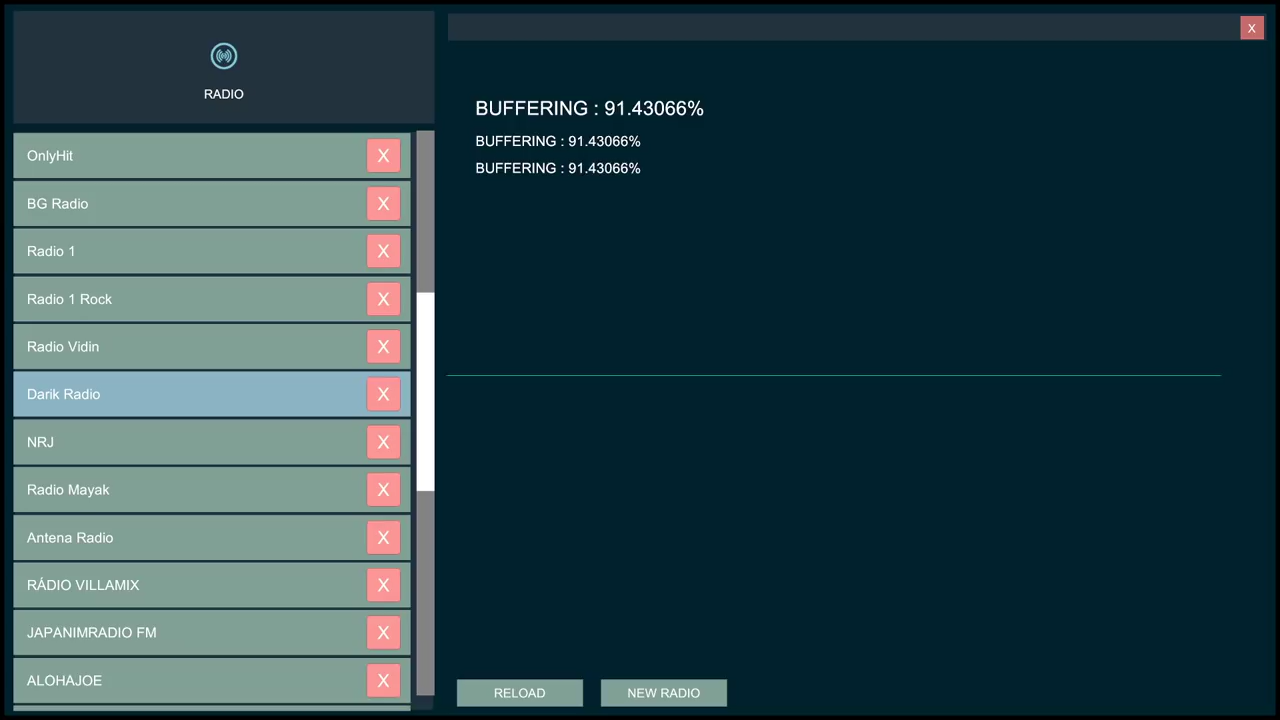 RADIO
OnlyHit X
BG Radio X
Radio 1 X
Radio 1 Rock X
Radio Vidin X
Darik Radio X
NRJ X
Radio Mayak X
Antena Radio X
RÁDIO VILLAMIX X
JAPANIMRADIO FM X
ALOHAJOE X
X
BUFFERING : 91.43066%
BUFFERING : 91.43066%
BUFFERING : 91.43066%
RELOAD
NEW RADIO